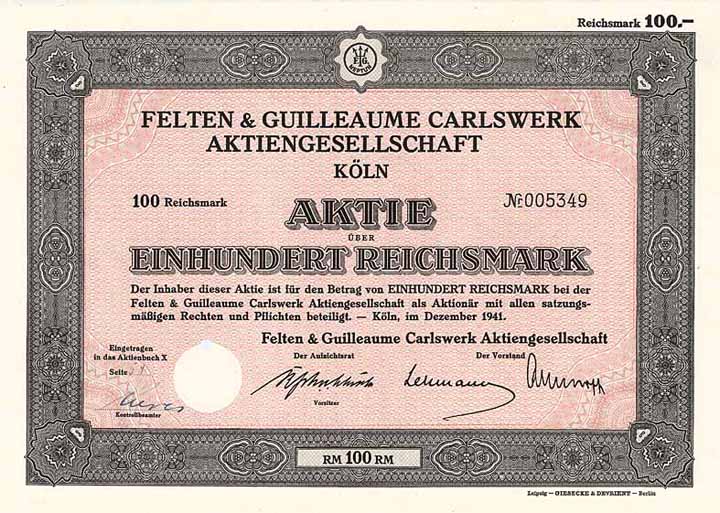 Reichsmark 100.—
F&G
NEPTUN
FELTEN & GUILLEAUME CARLSWERK
AKTIENGESELLSCHAFT
KÖLN
100 Reichsmark
AKTIE
№ 005349
ÜBER
EINHUNDERT REICHSMARK
Der Inhaber dieser Aktie ist für den Betrag von EINHUNDERT REICHSMARK bei der
Felten & Guilleaume Carlswerk Aktiengesellschaft als Aktionär mit allen satzungs-
mäßigen Rechten und Pflichten beteiligt. — Köln, im Dezember 1941.
Felten & Guilleaume Carlswerk Aktiengesellschaft
Eingetragen
in das Aktienbuch X
Der Aufsichtsrat
Der Vorstand
Seite
Lehmann
Vorsitzer
Kontrollbeamter
RM 100 RM
Leipzig — GIESECKE & DEVRIENT — Berlin